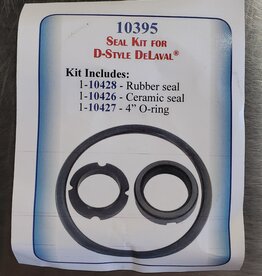 10395
SEAL KIT FOR
D-STYLE DELAVAL®
Kit Includes:
1-10428 - Rubber seal
1-10426 - Ceramic seal
1-10427 - 4" O-ring